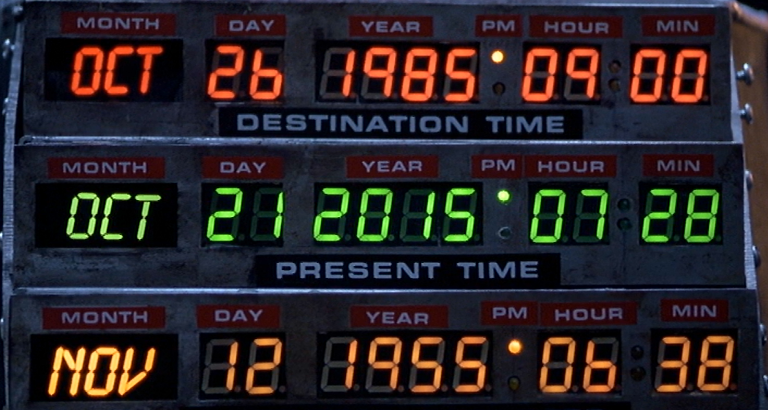 MONTH DAY YEAR PM HOUR MIN
OCT 26 1985 09 00
DESTINATION TIME
MONTH DAY YEAR PM HOUR MIN
OCT 21 2015 07 28
PRESENT TIME
MONTH DAY YEAR PM HOUR MIN
NOV 12 1955 06 38